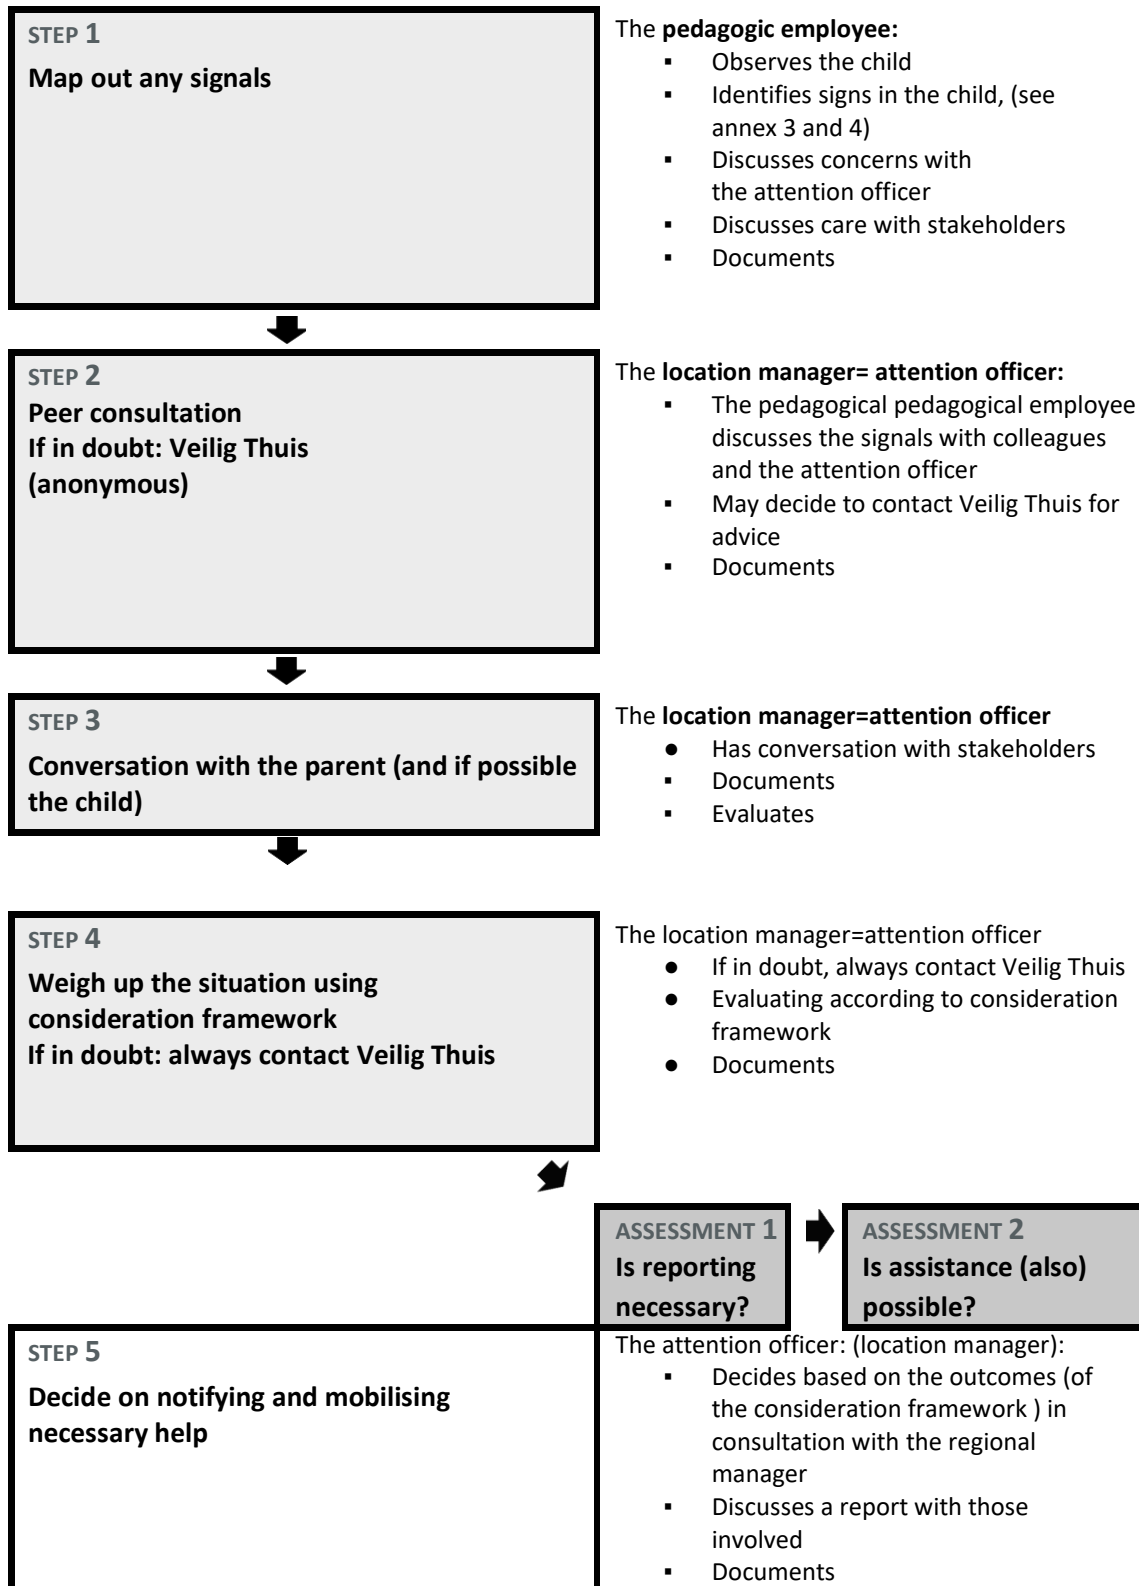 STEP 1
Map out any signals
The pedagogic employee:
▪ Observes the child
▪ Identifies signs in the child, (see
annex 3 and 4)
▪ Discusses concerns with
the attention officer
▪ Discusses care with stakeholders
▪ Documents
STEP 2
Peer consultation
If in doubt: Veilig Thuis
(anonymous)
The location manager= attention officer:
▪ The pedagogical pedagogical employee
discusses the signals with colleagues
and the attention officer
▪ May decide to contact Veilig Thuis for
advice
▪ Documents
STEP 3
Conversation with the parent (and if possible
the child)
The location manager=attention officer
● Has conversation with stakeholders
▪ Documents
▪ Evaluates
STEP 4
Weigh up the situation using
consideration framework
If in doubt: always contact Veilig Thuis
The location manager=attention officer
● If in doubt, always contact Veilig Thuis
● Evaluating according to consideration
framework
● Documents
ASSESSMENT 1
Is reporting
necessary?
ASSESSMENT 2
Is assistance (also)
possible?
STEP 5
Decide on notifying and mobilising
necessary help
The attention officer: (location manager):
▪ Decides based on the outcomes (of
the consideration framework ) in
consultation with the regional
manager
▪ Discusses a report with those
involved
▪ Documents